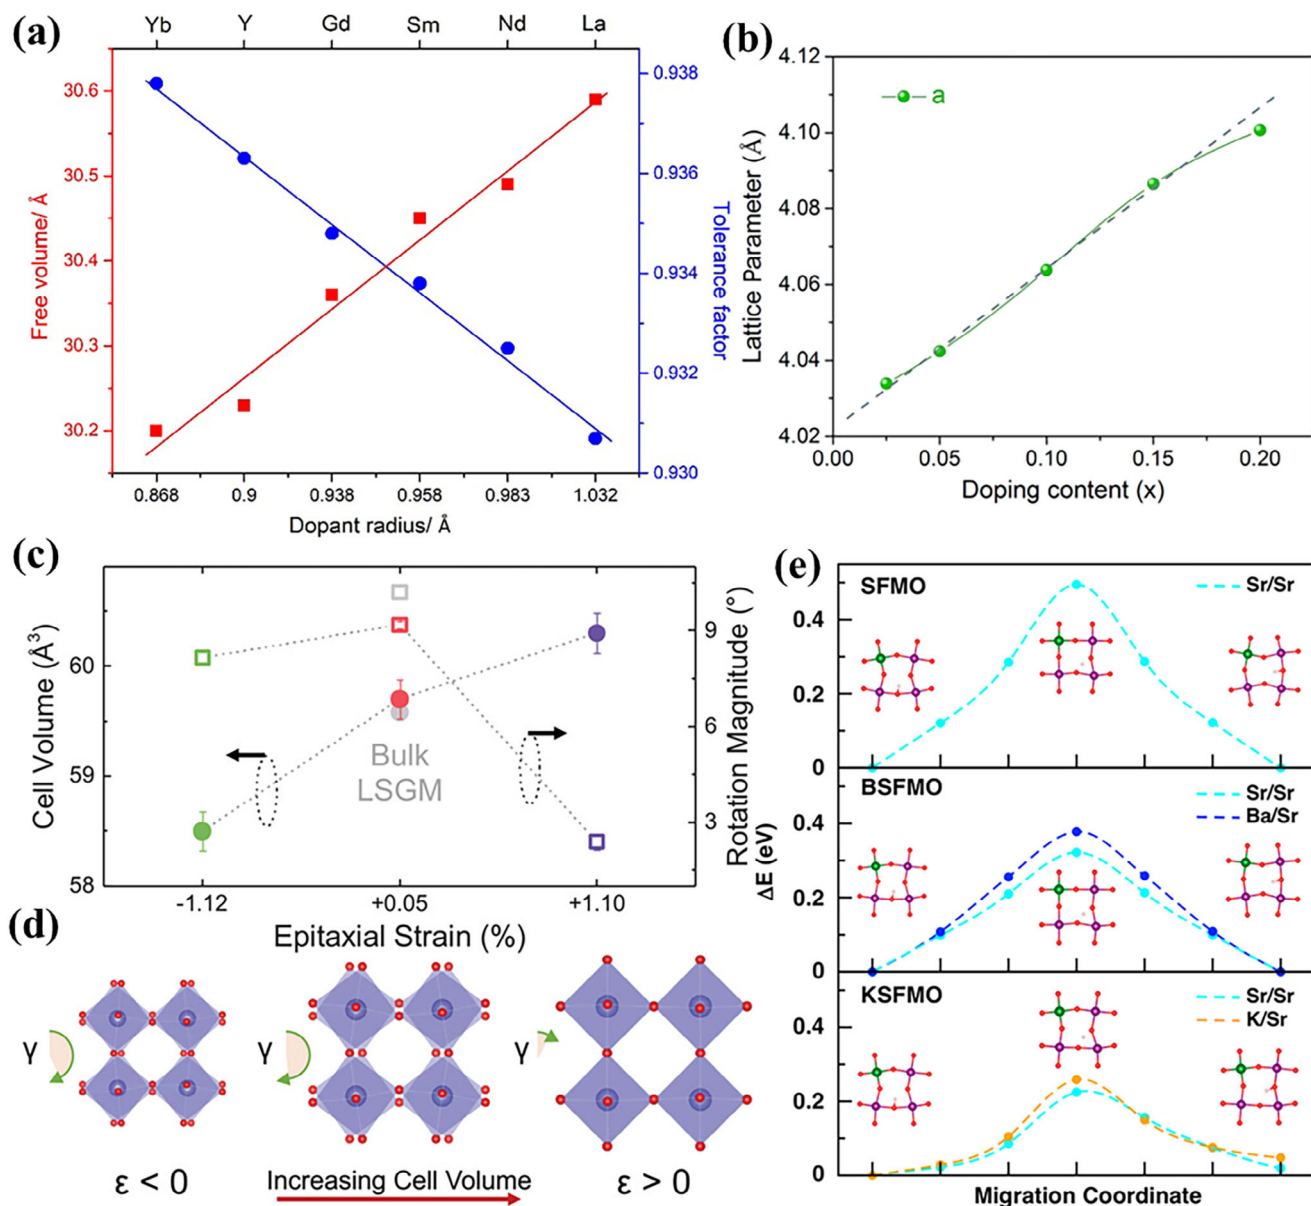 (a)
Yb Y Gd Sm Nd La
30.6
30.5
30.4
30.3
30.2
Free volume/ Å
0.938
0.936
0.934
0.932
0.930
Tolerance factor
0.868 0.9 0.938 0.958 0.983 1.032
Dopant radius/ Å
(b)
4.12
4.10
4.08
4.06
4.04
4.02
Lattice Parameter (Å)
a
0.00 0.05 0.10 0.15 0.20
Doping content (x)
(c)
60
59
58
Cell Volume (Å³)
Bulk
LSGM
9
6
3
Rotation Magnitude (°)
-1.12 +0.05 +1.10
Epitaxial Strain (%)
(d)
γ γ γ
ε < 0 Increasing Cell Volume ε > 0
(e)
SFMO
Sr/Sr
0.4
0.2
0
BSFMO
Sr/Sr
Ba/Sr
0.4
0.2
0
ΔE (eV)
KSFMO
Sr/Sr
K/Sr
0.4
0.2
0
Migration Coordinate